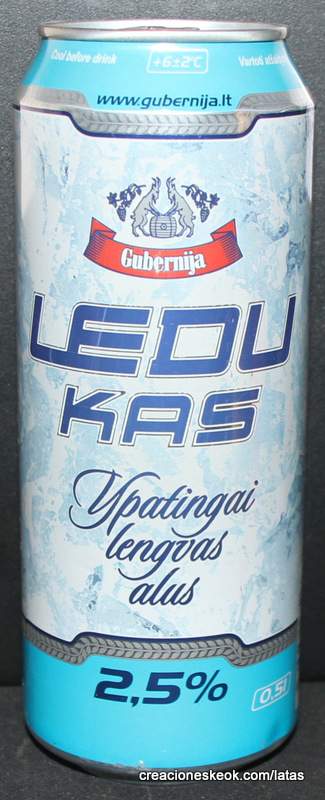 Cool before drink
+6±2°C
Vartoti
www.gubernija.lt
Gubernija
LEDU
KAS
Ypatingai
lengvas
alus
2,5%
0.5l
creacioneskeok.com/latas